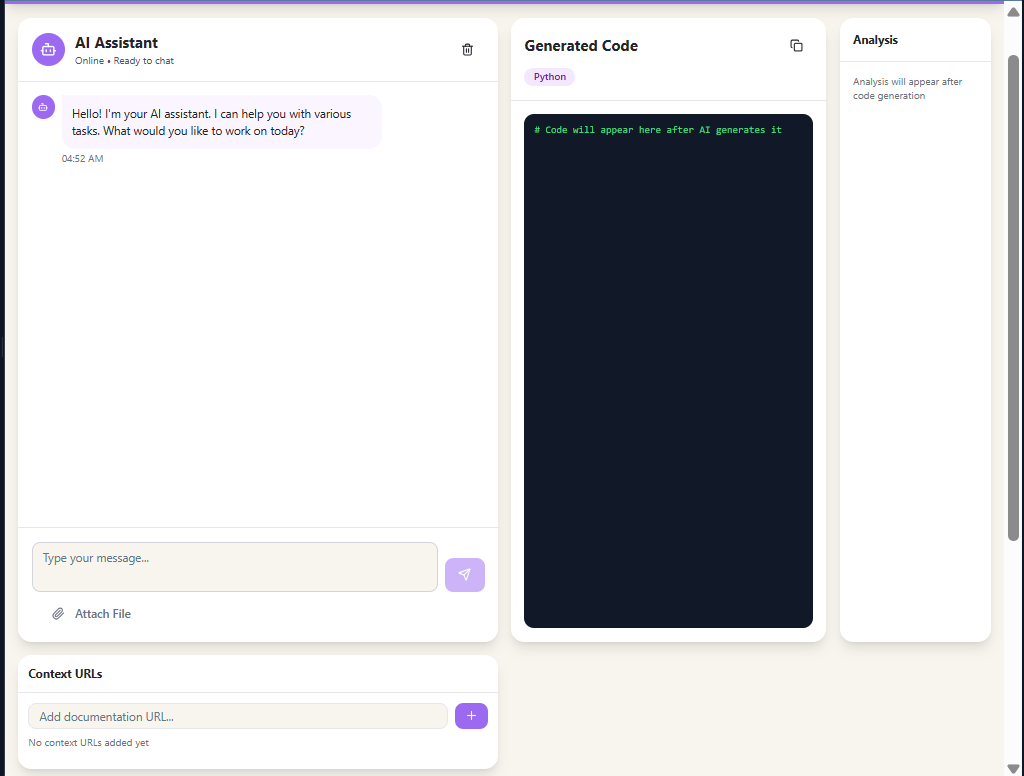 AI Assistant
Online • Ready to chat
Hello! I'm your AI assistant. I can help you with various
tasks. What would you like to work on today?
04:52 AM
Type your message...
Attach File
Context URLs
Add documentation URL...
No context URLs added yet
Generated Code
Python
# Code will appear here after AI generates it
Analysis
Analysis will appear after
code generation